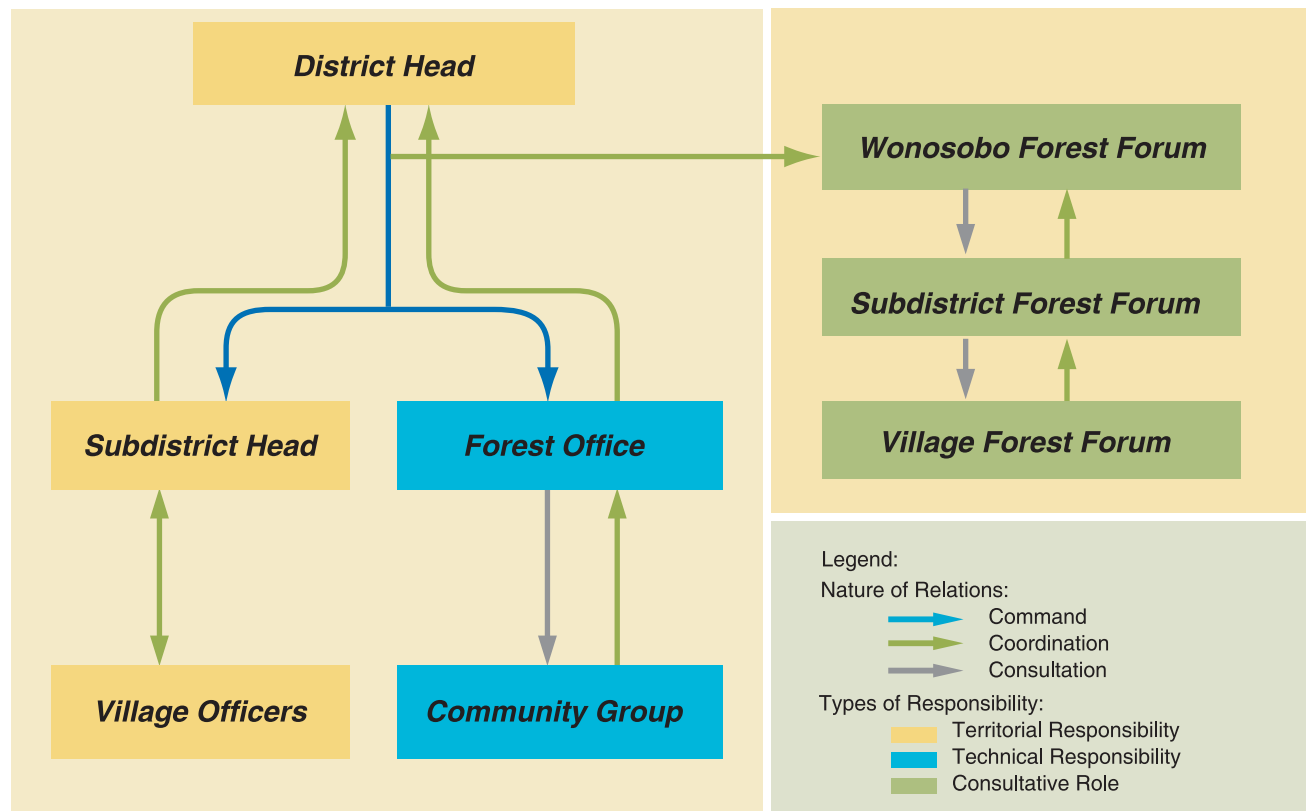 District Head
Wonosobo Forest Forum
Subdistrict Forest Forum
Village Forest Forum
Subdistrict Head
Forest Office
Village Officers
Community Group
Legend:
Nature of Relations:
Command
Coordination
Consultation
Types of Responsibility:
Territorial Responsibility
Technical Responsibility
Consultative Role